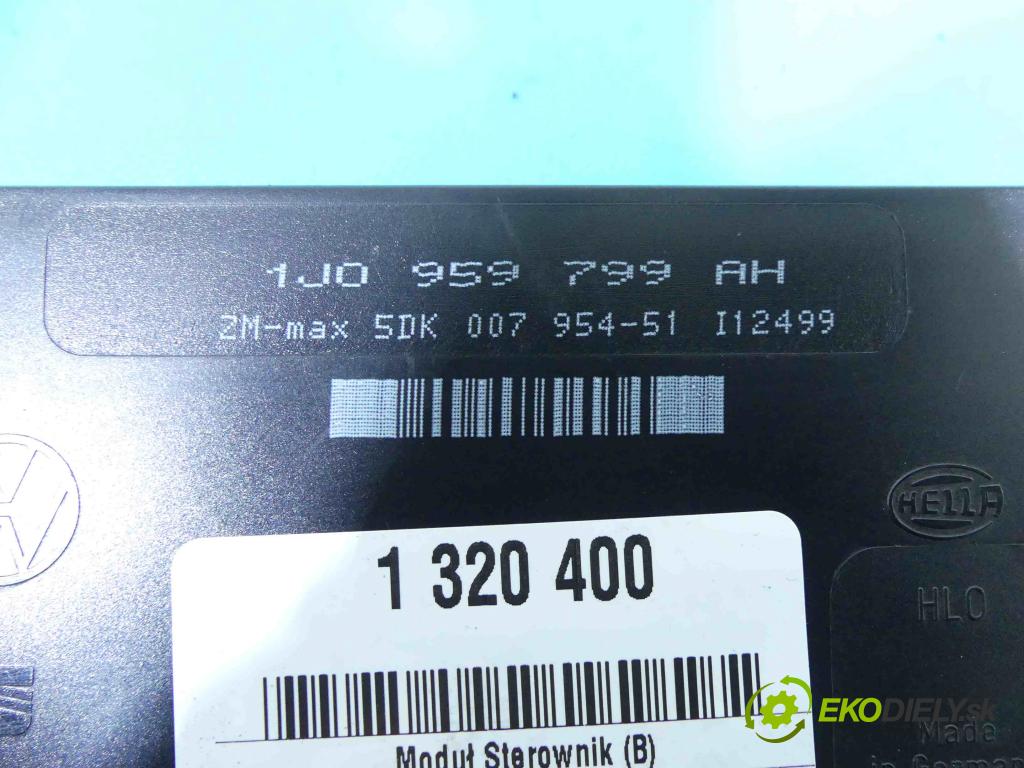 1J0 959 799 AH
ZM-max 5DK 007 954-51 I12499
HELLA
1 320 400
HLO
Moduł Sterownik (B)
EKODIELY.sk
Made
in German